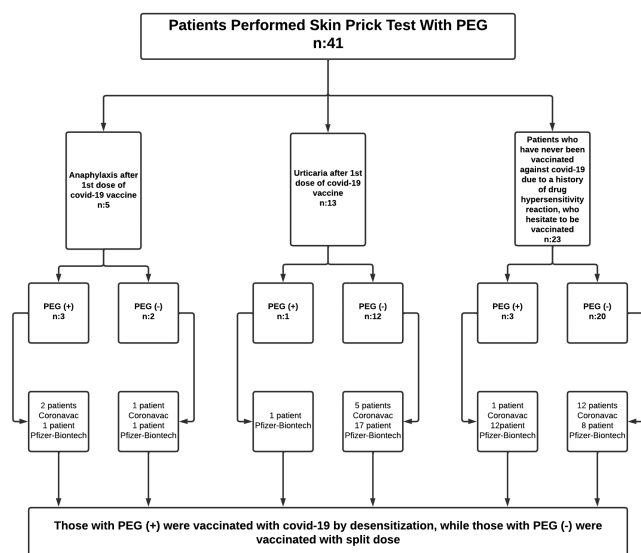 Patients Performed Skin Prick Test With PEG
n:41
Anaphylaxis after
1st dose of
covid-19 vaccine
n:5
Urticaria after 1st
dose of covid-19
vaccine
n:13
Patients who
have never been
vaccinated
against covid-19
due to a history
of drug
hypersensitivity
reaction, who
hesitate to be
vaccinated
n:23
PEG (+)
n:3
PEG (-)
n:2
PEG (+)
n:1
PEG (-)
n:12
PEG (+)
n:3
PEG (-)
n:20
2 patients
Coronavac
1 patient
Pfizer-Biontech
1 patient
Coronavac
1 patient
Pfizer-Biontech
1 patient
Pfizer-Biontech
5 patients
Coronavac
17 patient
Pfizer-Biontech
1 patient
Coronavac
12patient
Pfizer-Biontech
12 patients
Coronavac
8 patient
Pfizer-Biontech
Those with PEG (+) were vaccinated with covid-19 by desensitization, while those with PEG (-) were
vaccinated with split dose